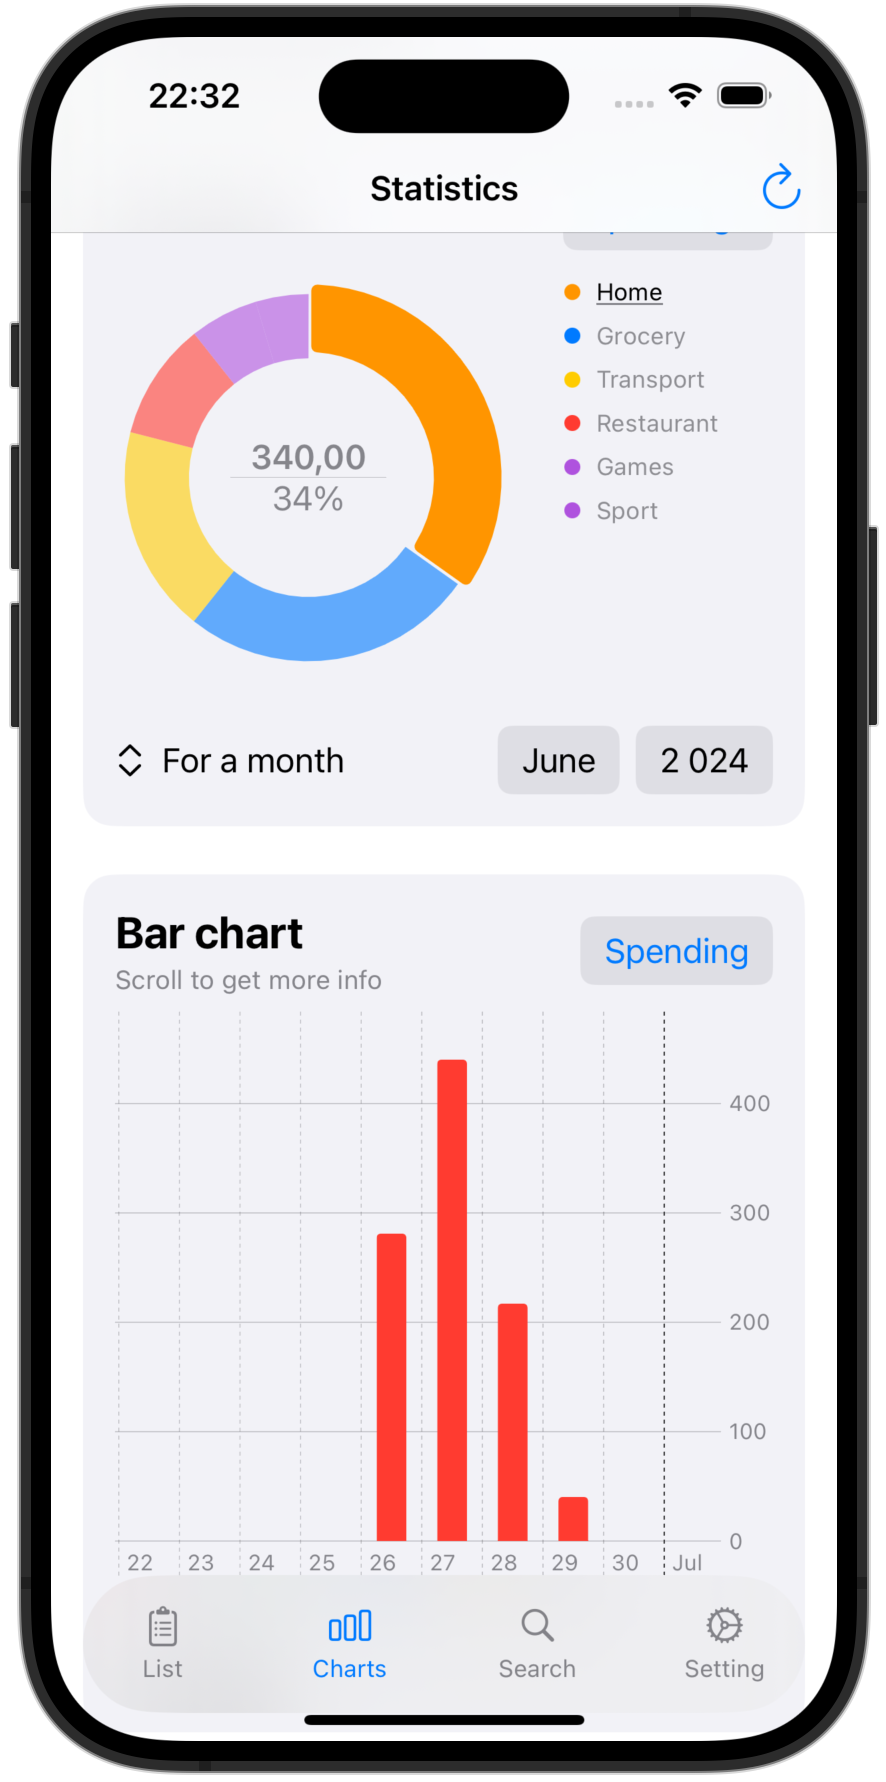 22:32
Statistics
Home
Grocery
Transport
Restaurant
Games
Sport
340,00
34%
For a month
June
2 024
Bar chart
Spending
Scroll to get more info
400
300
200
100
0
22 23 24 25 26 27 28 29 30 Jul
List
Charts
Search
Setting